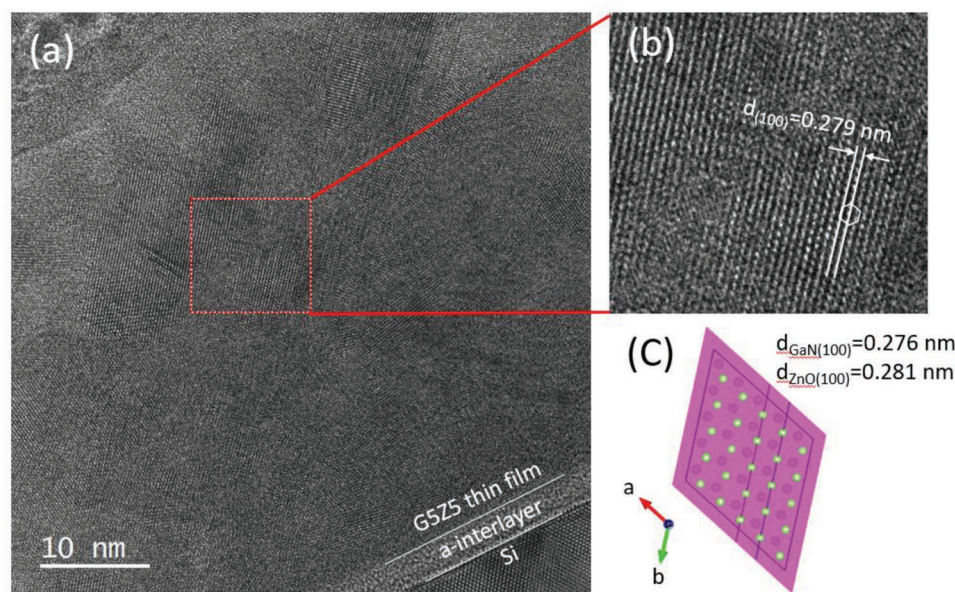 (a)
(b)
d(100)=0.279 nm
(C)
dGaN(100)=0.276 nm
dZnO(100)=0.281 nm
G5Z5 thin film
a-interlayer
Si
10 nm
a
b